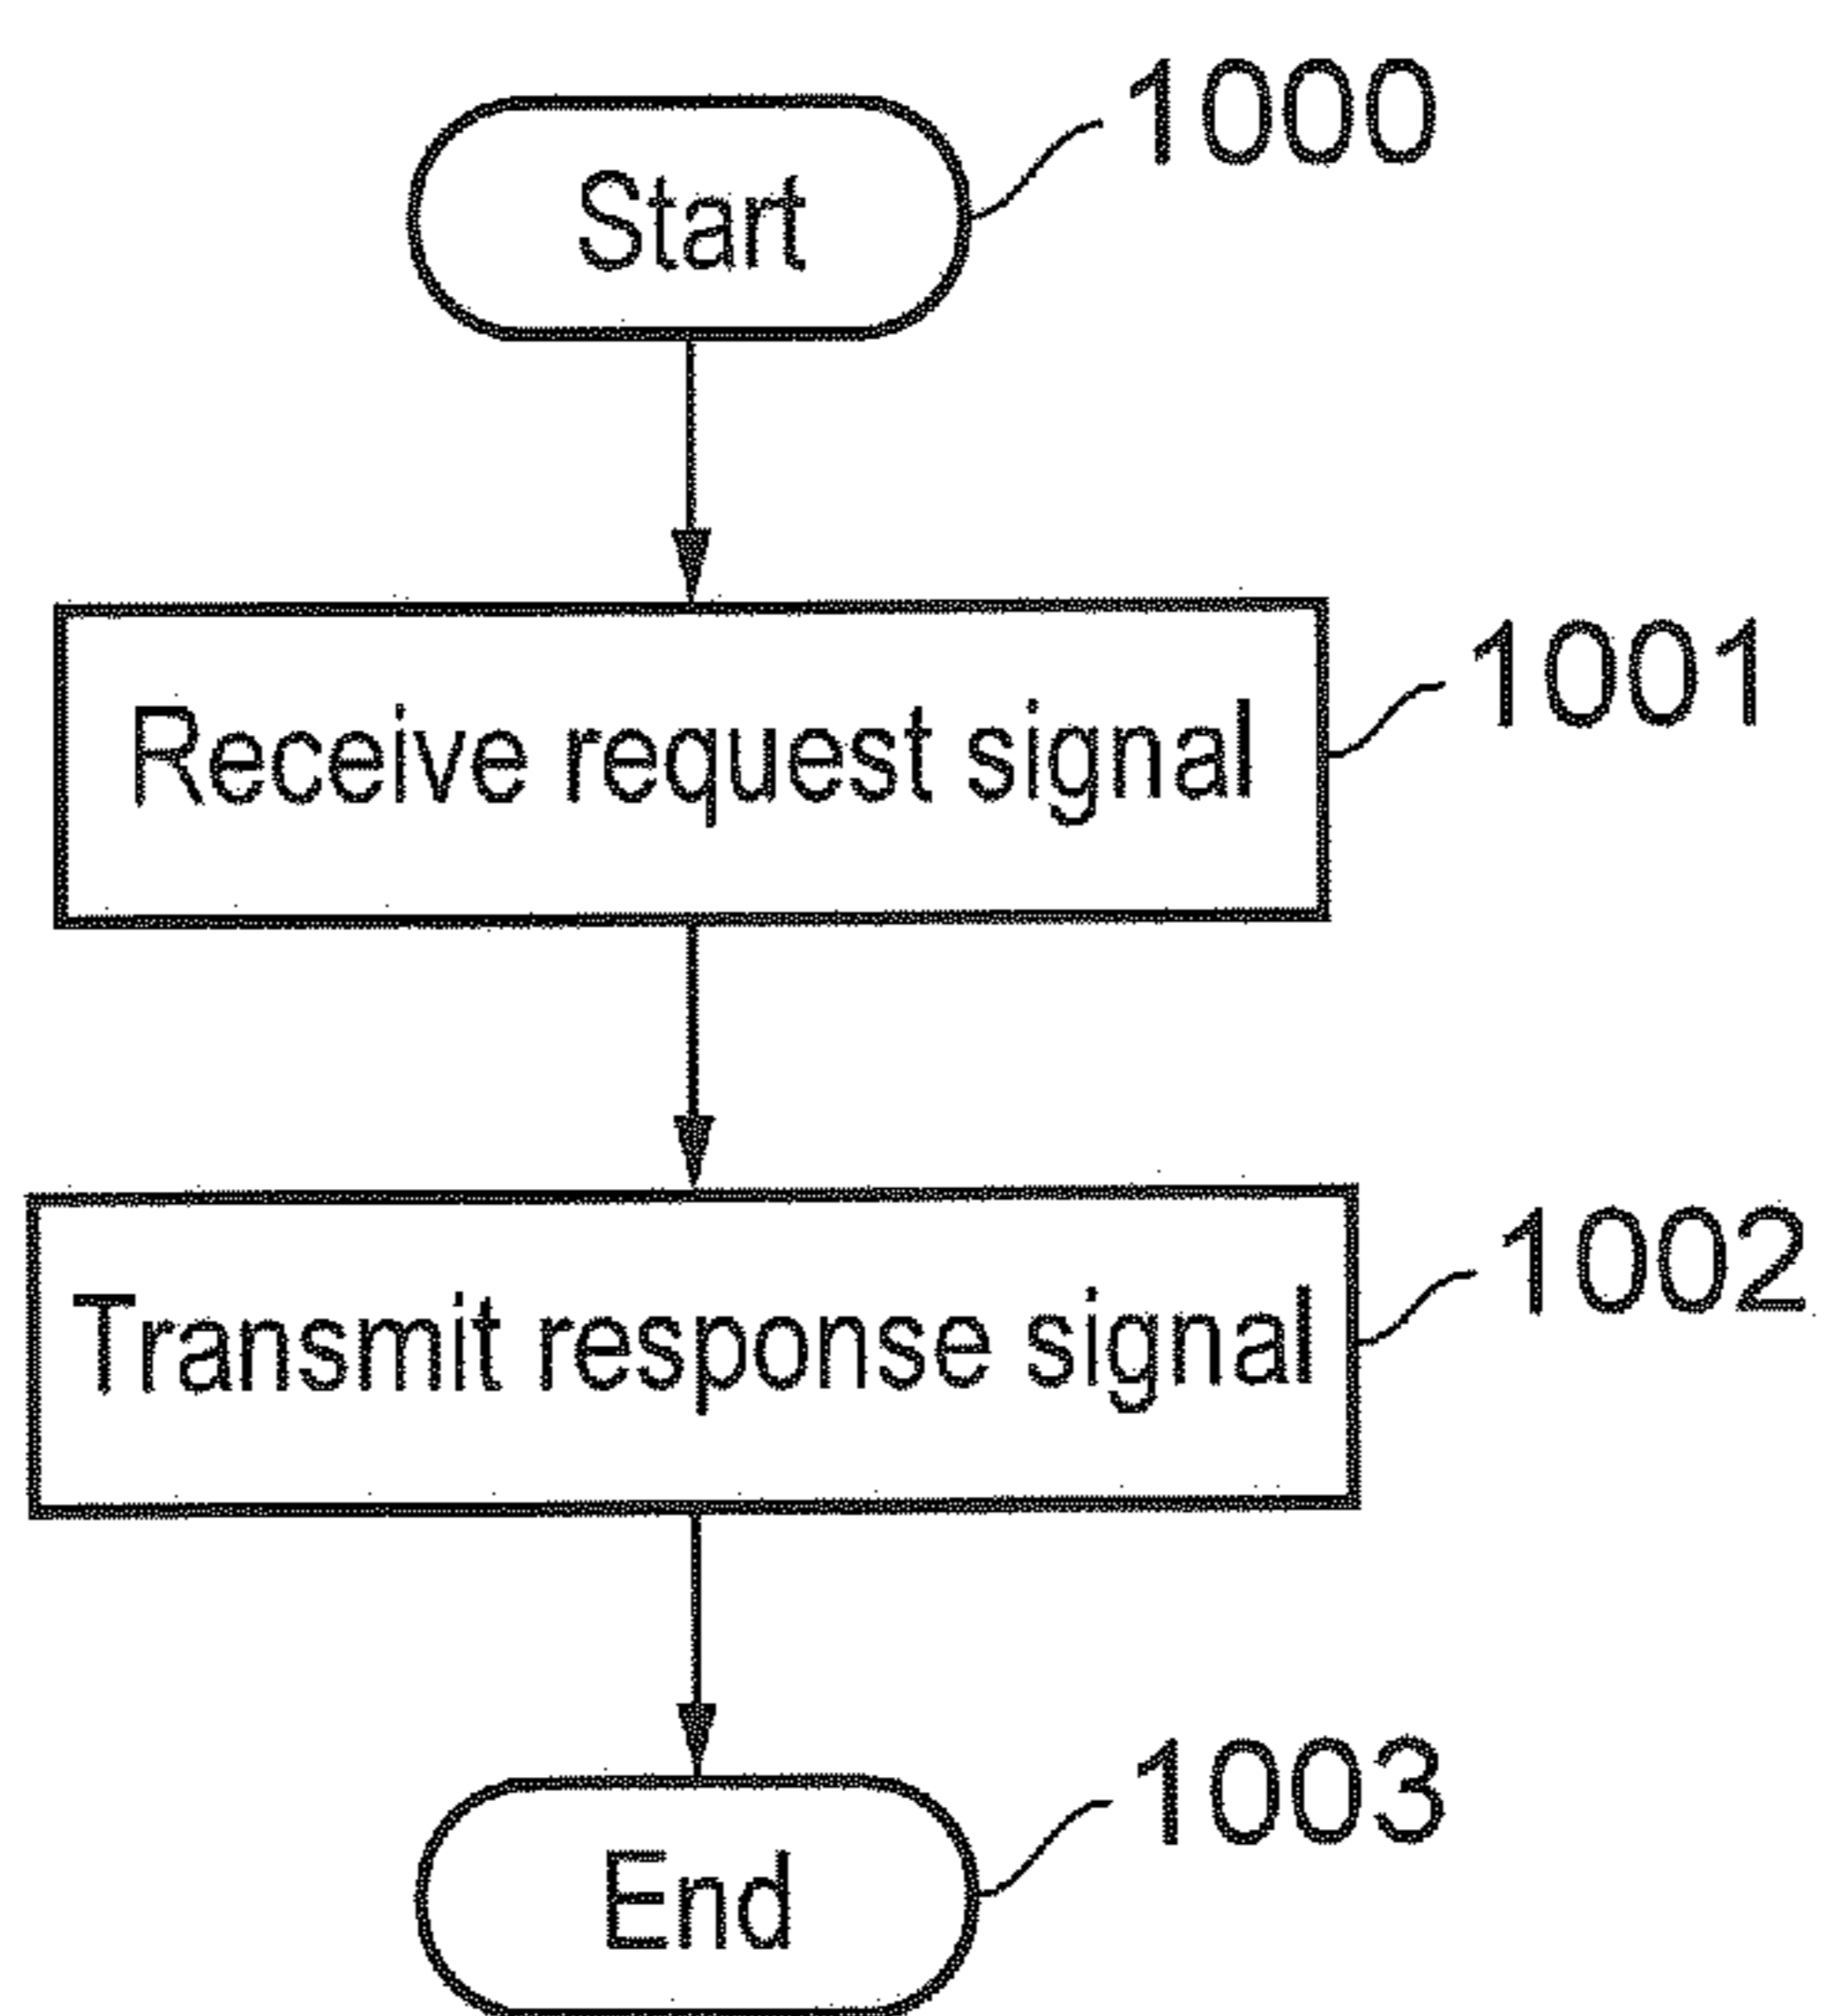 1000
Start
1001
Receive request signal
1002
Transmit response signal
1003
End